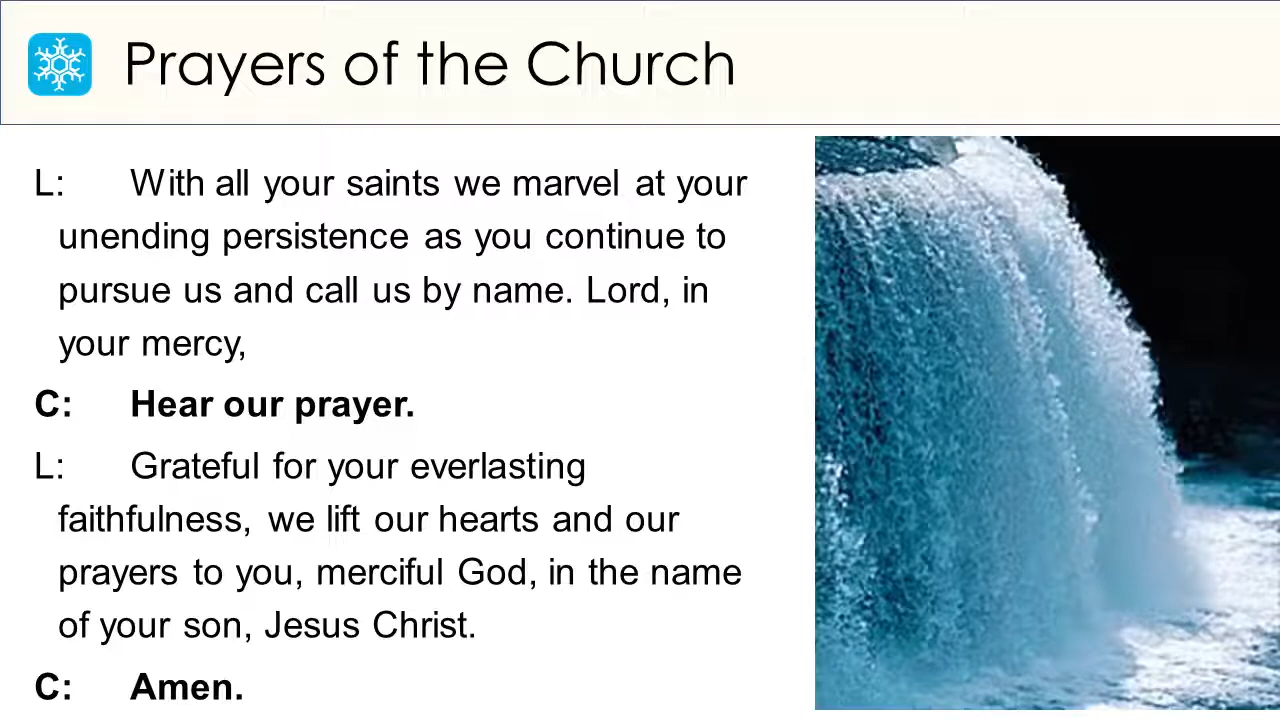 Prayers of the Church
L: With all your saints we marvel at your
unending persistence as you continue to
pursue us and call us by name. Lord, in
your mercy,
C: Hear our prayer.
L: Grateful for your everlasting
faithfulness, we lift our hearts and our
prayers to you, merciful God, in the name
of your son, Jesus Christ.
C: Amen.